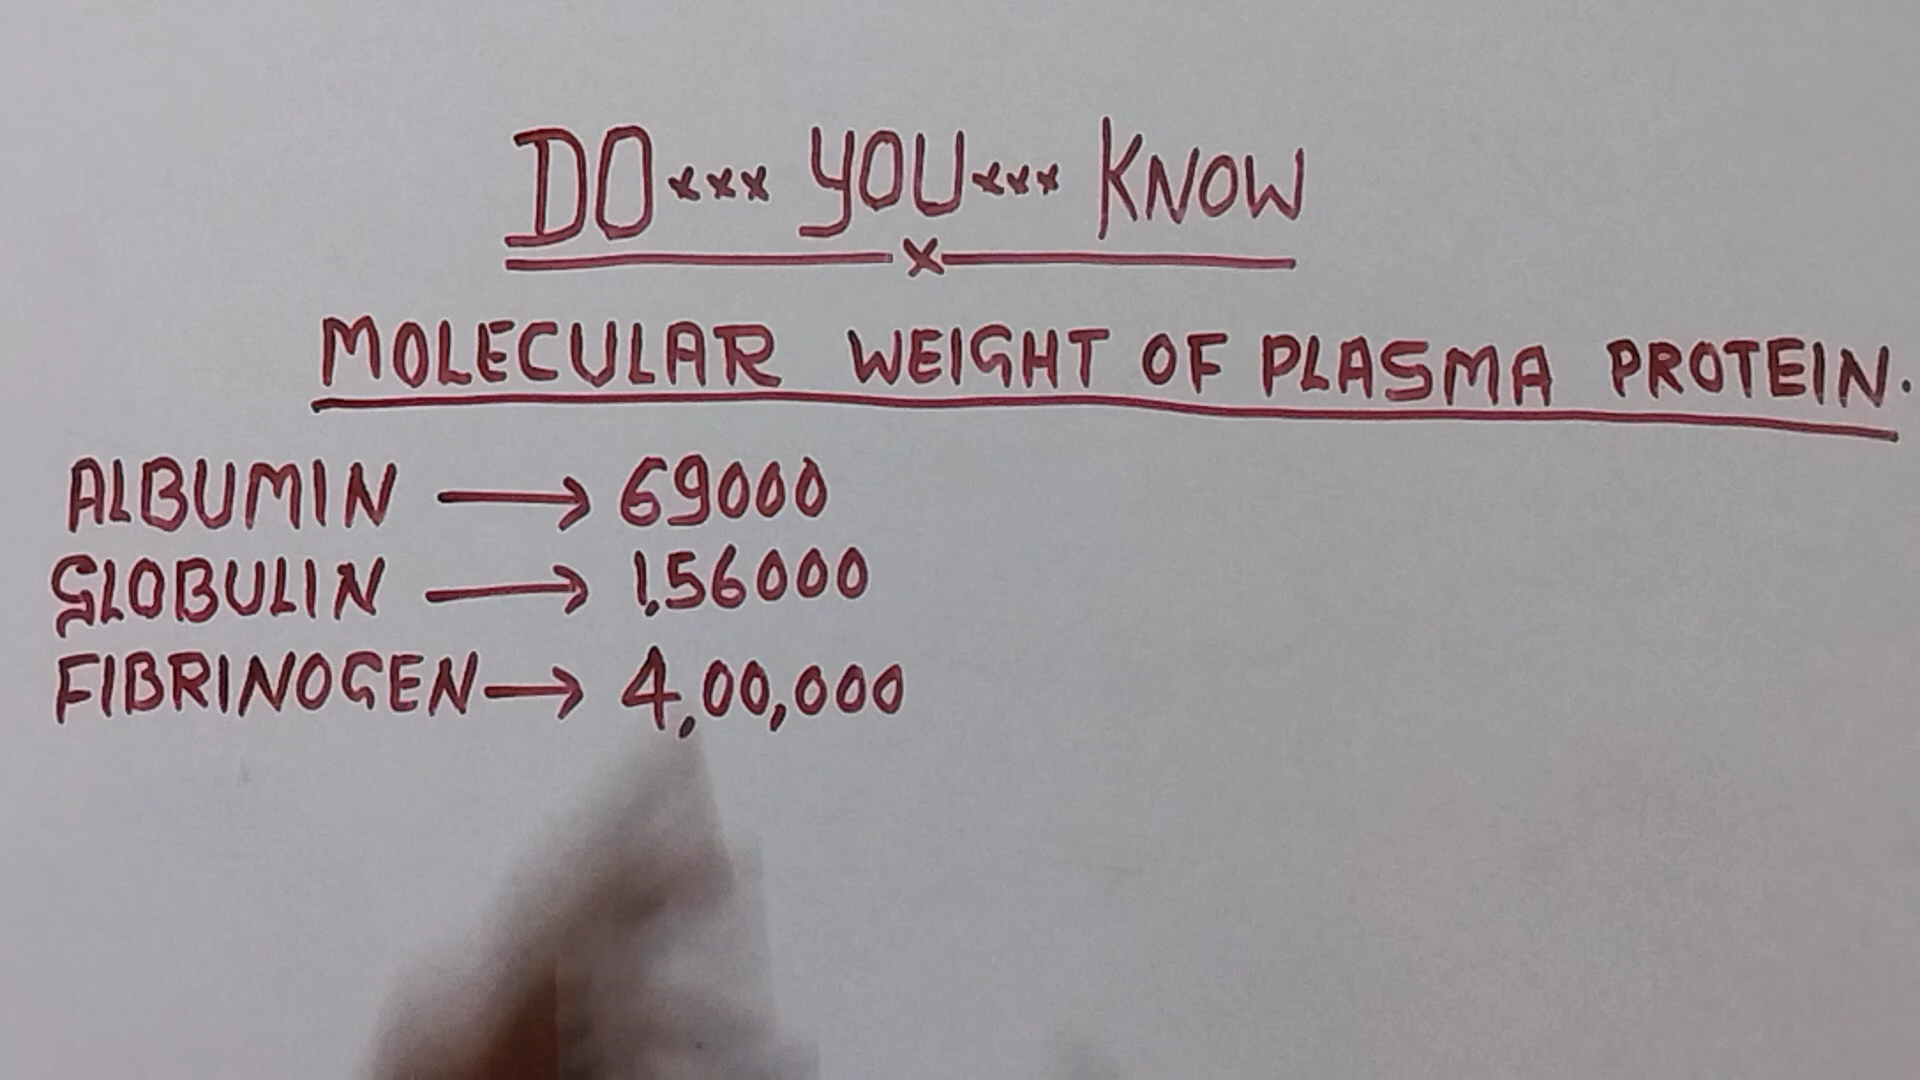 DO××× YOU××× KNOW
×
MOLECULAR WEIGHT OF PLASMA PROTEIN.
ALBUMIN → 69000
GLOBULIN → 1,56000
FIBRINOGEN → 4,00,000